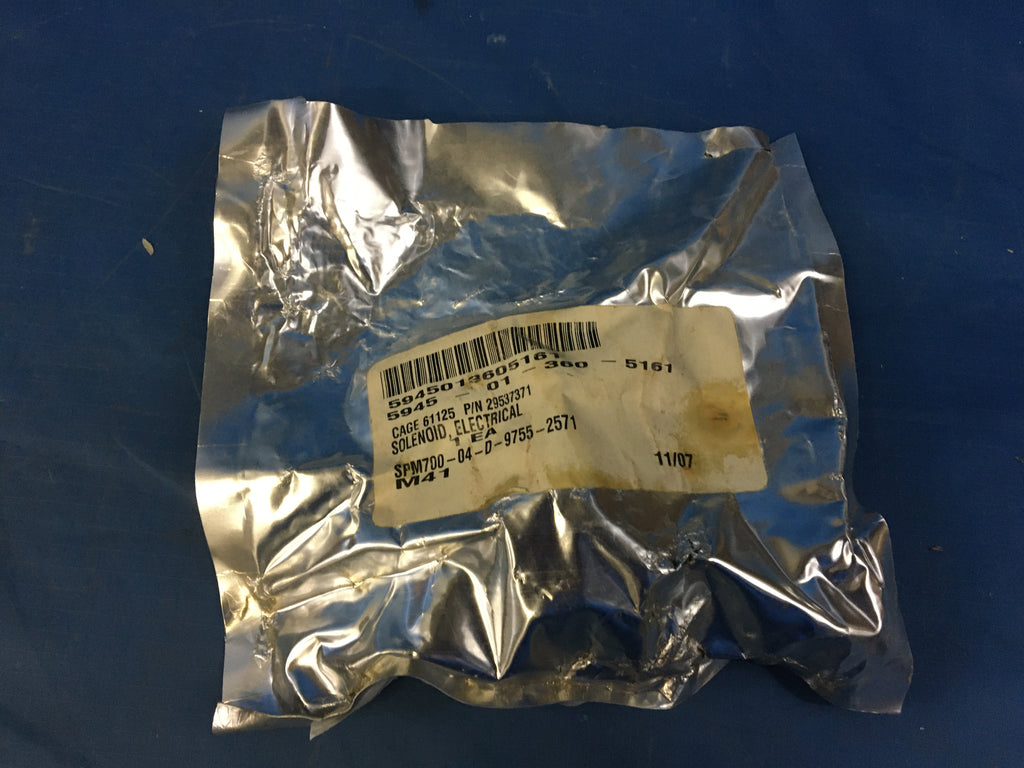 5945013605161
5945 - 01 - 360 - 5161
CAGE 61125 P/N 29537371
SOLENOID, ELECTRICAL
1 EA
SPM700-04-D-9755-2571
M41 11/07